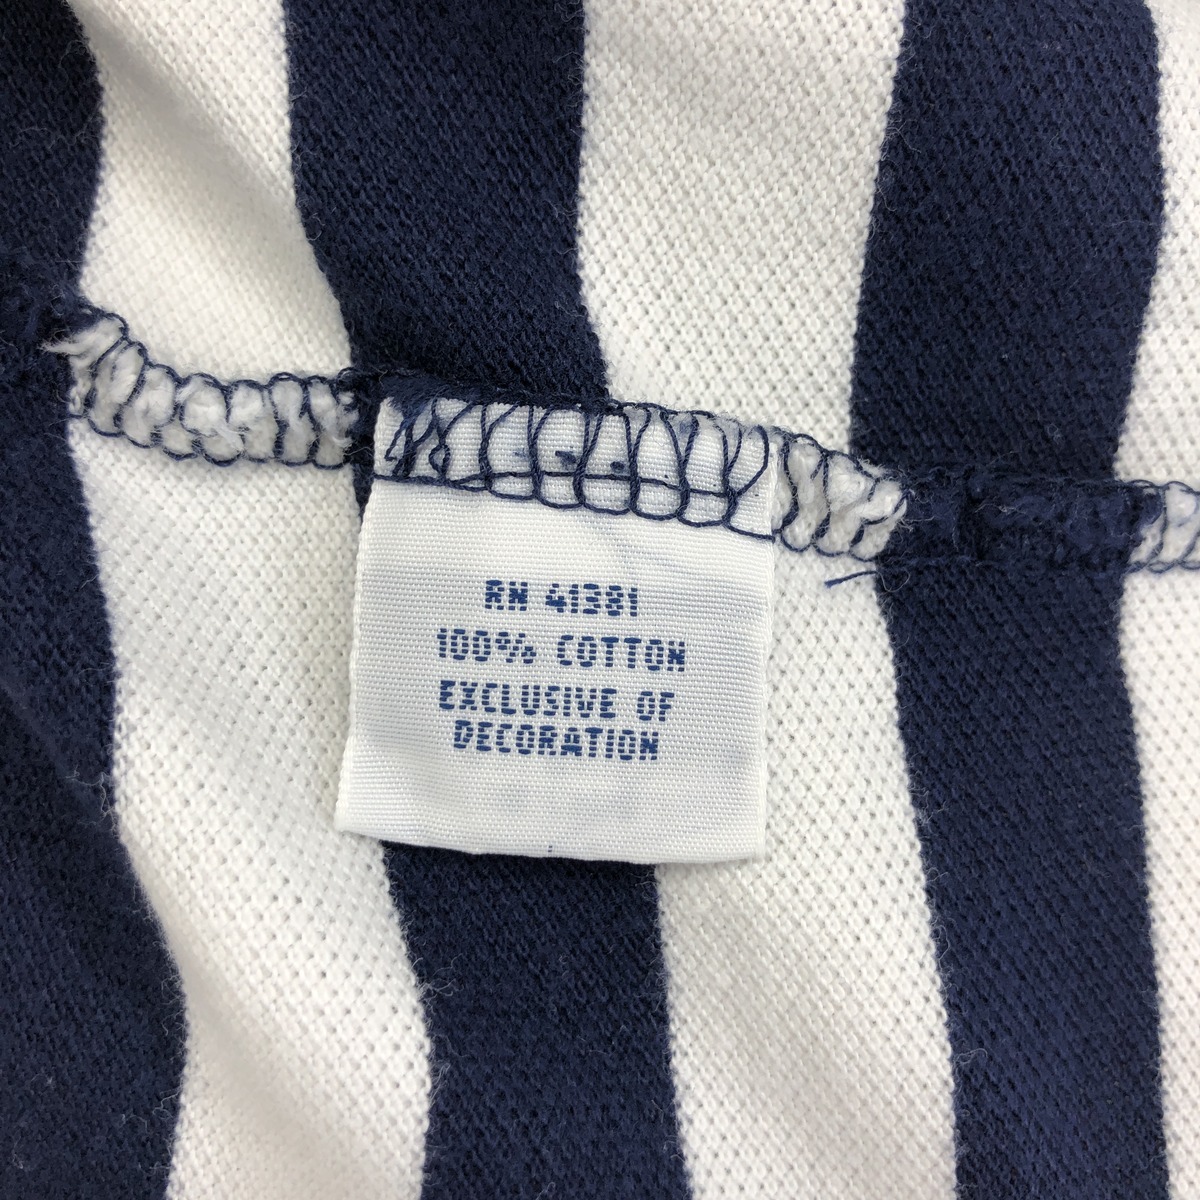 RN 41381
100% COTTON
EXCLUSIVE OF
DECORATION